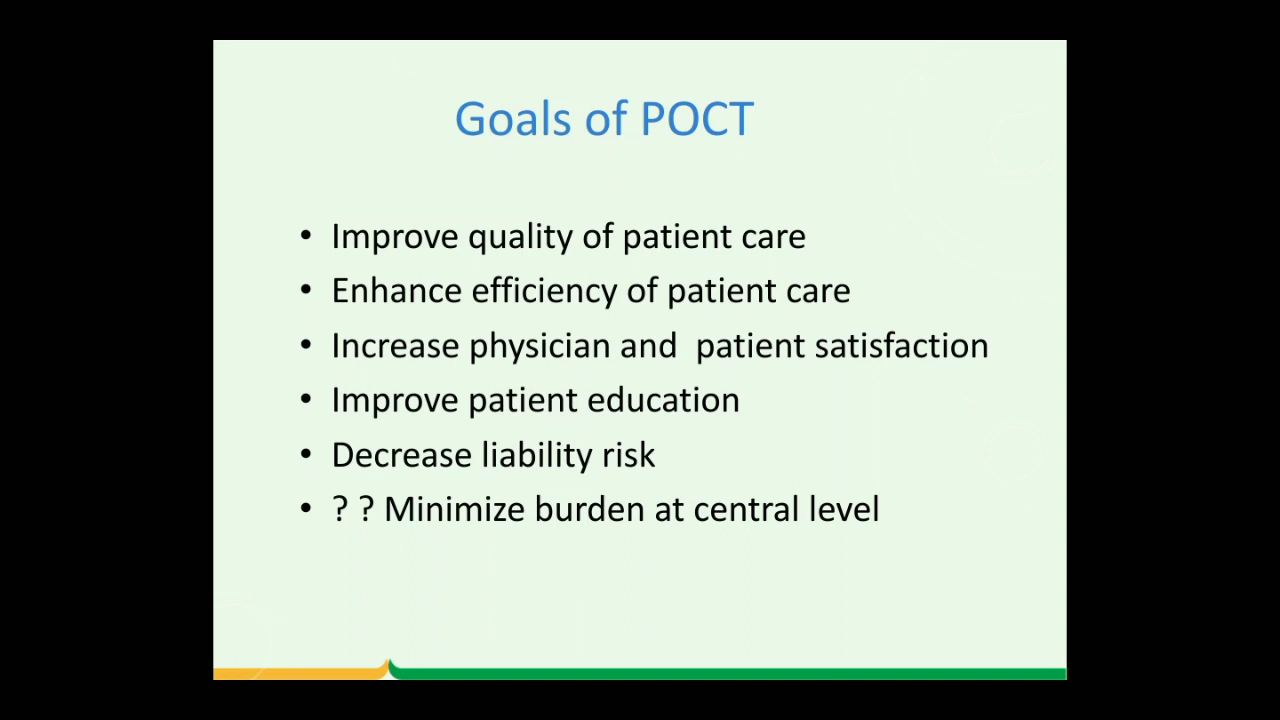 Goals of POCT
• Improve quality of patient care
• Enhance efficiency of patient care
• Increase physician and  patient satisfaction
• Improve patient education
• Decrease liability risk
• ? ? Minimize burden at central level